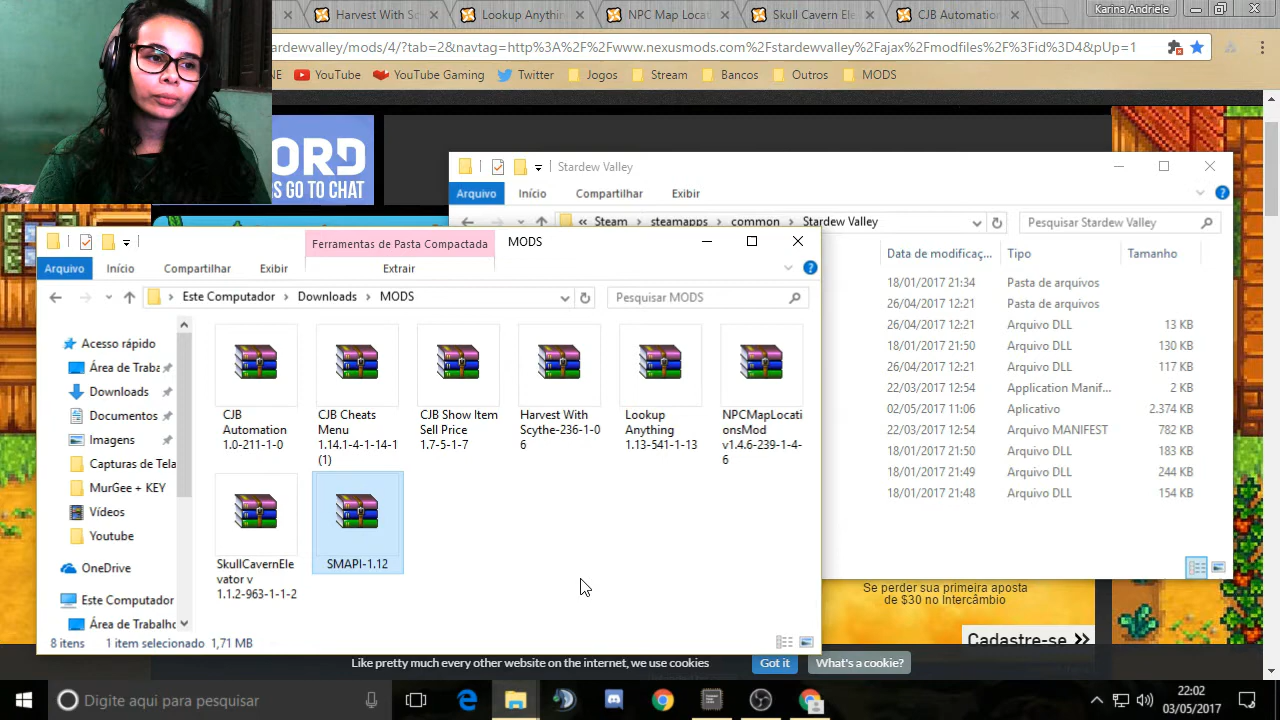 Harvest With Sc
Lookup Anythin
NPC Map Locat
Skull Cavern Ele
CJB Automation
Karina Andriele
ardewvalley/mods/4/?tab=2&navtag=http%3A%2F%2Fwww.nexusmods.com%2Fstardewvalley%2Fajax%2Fmodfiles%2F%3Fid%3D4&pUp=1
NE
YouTube
YouTube Gaming
Twitter
Jogos
Stream
Bancos
Outros
MODS
ORD
S GO TO CHAT
Stardew Valley
Arquivo
Início
Compartilhar
Exibir
« Steam > steamapps > common > Stardew Valley
Pesquisar Stardew Valley
Data de modificaç...
Tipo
Tamanho
18/01/2017 21:34 Pasta de arquivos
26/04/2017 12:21 Pasta de arquivos
26/04/2017 12:21 Arquivo DLL 13 KB
18/01/2017 21:50 Arquivo DLL 130 KB
26/04/2017 12:21 Arquivo DLL 117 KB
22/03/2017 12:54 Application Manif... 2 KB
02/05/2017 11:06 Aplicativo 2.374 KB
22/03/2017 12:54 Arquivo MANIFEST 782 KB
18/01/2017 21:50 Arquivo DLL 183 KB
18/01/2017 21:49 Arquivo DLL 244 KB
18/01/2017 21:48 Arquivo DLL 154 KB
Ferramentas de Pasta Compactada
MODS
Arquivo
Início
Compartilhar
Exibir
Extrair
Este Computador > Downloads > MODS
Pesquisar MODS
Acesso rápido
Área de Traba
Downloads
Documentos
Imagens
Capturas de Tela
MurGee + KEY
Vídeos
Youtube
OneDrive
Este Computador
Área de Trabalho
CJB
Automation
1.0-211-1-0
CJB Cheats
Menu
1.14.1-4-1-14-1
(1)
CJB Show Item
Sell Price
1.7-5-1-7
Harvest With
Scythe-236-1-0
6
Lookup
Anything
1.13-541-1-13
NPCMapLocati
onsMod
v1.4.6-239-1-4-
6
SkullCavernEle
vator v
1.1.2-963-1-1-2
SMAPI-1.12
8 itens
1 item selecionado 1,71 MB
Se perder sua primeira aposta
de $30 no Intercâmbio
Cadastre-se
Like pretty much every other website on the internet, we use cookies
Got it
What's a cookie?
Digite aqui para pesquisar
22:02
03/05/2017